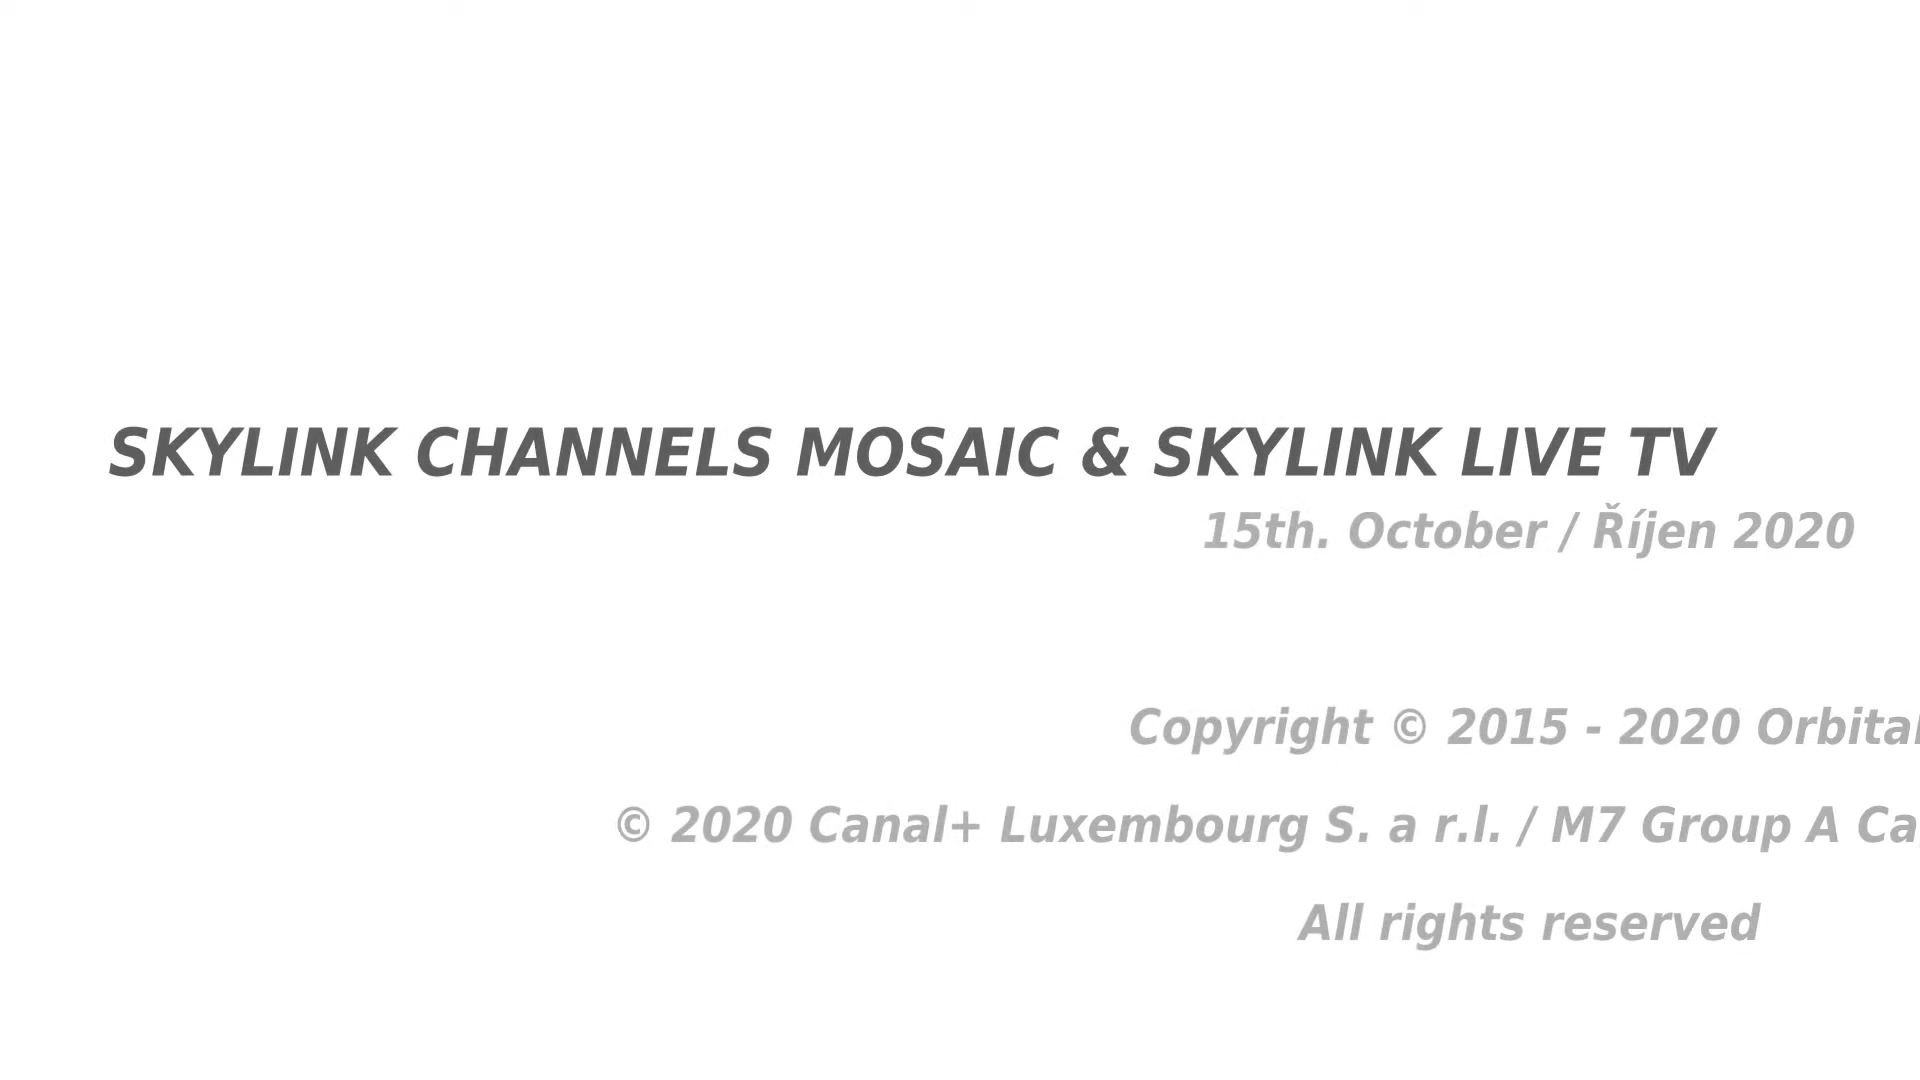 SKYLINK CHANNELS MOSAIC & SKYLINK LIVE TV
15th. October / Říjen 2020
Copyright © 2015 - 2020 Orbital
© 2020 Canal+ Luxembourg S. a r.l. / M7 Group A
All rights reserved